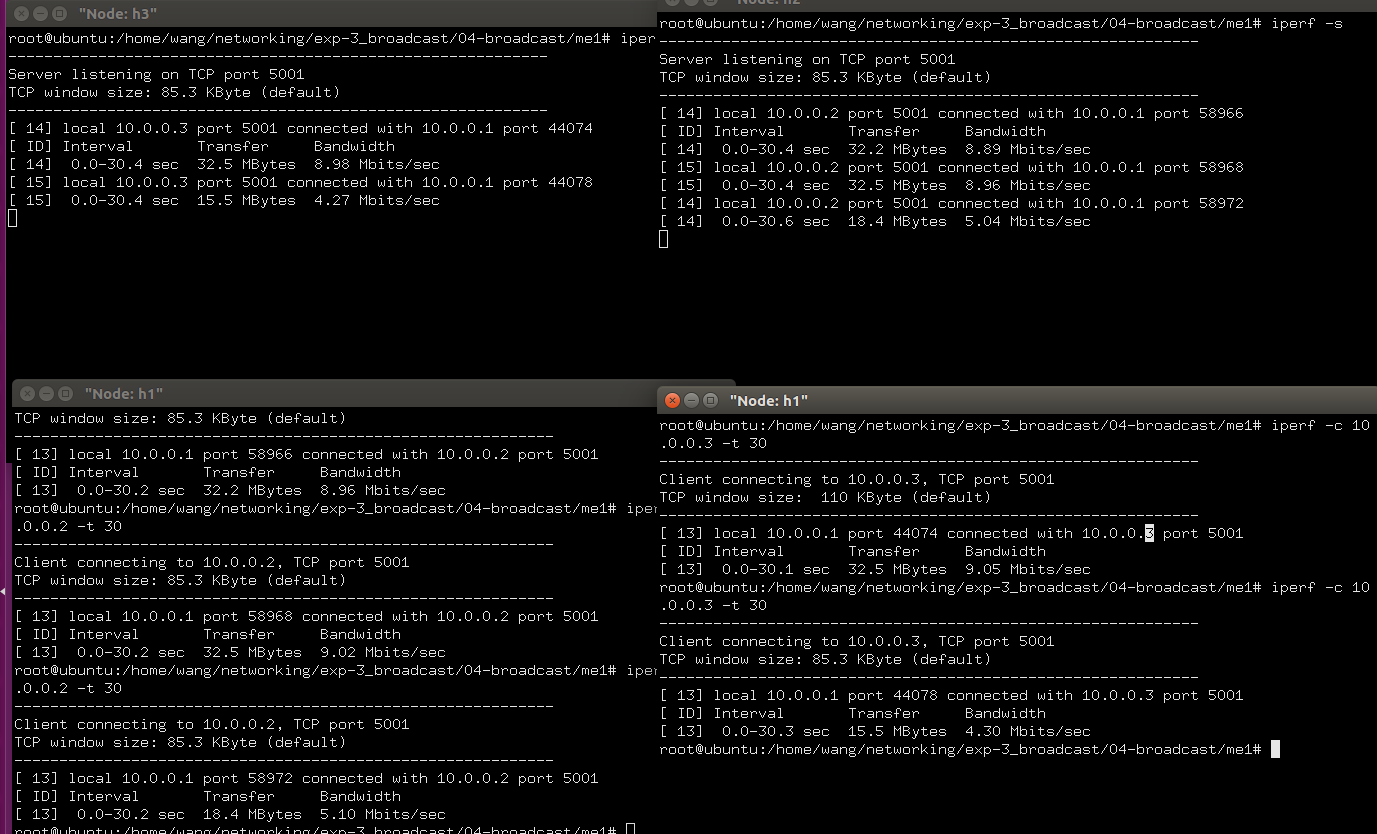 "Node: h3"
root@ubuntu:/home/wang/networking/exp-3_broadcast/04-broadcast/me1# iper
------------------------------------------------------------
Server listening on TCP port 5001
TCP window size: 85.3 KByte (default)
------------------------------------------------------------
[ 14] local 10.0.0.3 port 5001 connected with 10.0.0.1 port 44074
[ ID] Interval       Transfer     Bandwidth
[ 14]  0.0-30.4 sec  32.5 MBytes  8.98 Mbits/sec
[ 15] local 10.0.0.3 port 5001 connected with 10.0.0.1 port 44078
[ 15]  0.0-30.4 sec  15.5 MBytes  4.27 Mbits/sec
"Node: h2"
root@ubuntu:/home/wang/networking/exp-3_broadcast/04-broadcast/me1# iperf -s
------------------------------------------------------------
Server listening on TCP port 5001
TCP window size: 85.3 KByte (default)
------------------------------------------------------------
[ 14] local 10.0.0.2 port 5001 connected with 10.0.0.1 port 58966
[ ID] Interval       Transfer     Bandwidth
[ 14]  0.0-30.4 sec  32.2 MBytes  8.89 Mbits/sec
[ 15] local 10.0.0.2 port 5001 connected with 10.0.0.1 port 58968
[ 15]  0.0-30.4 sec  32.5 MBytes  8.96 Mbits/sec
[ 14] local 10.0.0.2 port 5001 connected with 10.0.0.1 port 58972
[ 14]  0.0-30.6 sec  18.4 MBytes  5.04 Mbits/sec
"Node: h1"
TCP window size: 85.3 KByte (default)
------------------------------------------------------------
[ 13] local 10.0.0.1 port 58966 connected with 10.0.0.2 port 5001
[ ID] Interval       Transfer     Bandwidth
[ 13]  0.0-30.2 sec  32.2 MBytes  8.96 Mbits/sec
root@ubuntu:/home/wang/networking/exp-3_broadcast/04-broadcast/me1# iper
.0.0.2 -t 30
------------------------------------------------------------
Client connecting to 10.0.0.2, TCP port 5001
TCP window size: 85.3 KByte (default)
------------------------------------------------------------
[ 13] local 10.0.0.1 port 58968 connected with 10.0.0.2 port 5001
[ ID] Interval       Transfer     Bandwidth
[ 13]  0.0-30.2 sec  32.5 MBytes  9.02 Mbits/sec
root@ubuntu:/home/wang/networking/exp-3_broadcast/04-broadcast/me1# iper
.0.0.2 -t 30
------------------------------------------------------------
Client connecting to 10.0.0.2, TCP port 5001
TCP window size: 85.3 KByte (default)
------------------------------------------------------------
[ 13] local 10.0.0.1 port 58972 connected with 10.0.0.2 port 5001
[ ID] Interval       Transfer     Bandwidth
[ 13]  0.0-30.2 sec  18.4 MBytes  5.10 Mbits/sec
root@ubuntu:/home/wang/networking/exp-3_broadcast/04-broadcast/me1#
"Node: h1"
root@ubuntu:/home/wang/networking/exp-3_broadcast/04-broadcast/me1# iperf -c 10
.0.0.3 -t 30
------------------------------------------------------------
Client connecting to 10.0.0.3, TCP port 5001
TCP window size:  110 KByte (default)
------------------------------------------------------------
[ 13] local 10.0.0.1 port 44074 connected with 10.0.0.3 port 5001
[ ID] Interval       Transfer     Bandwidth
[ 13]  0.0-30.1 sec  32.5 MBytes  9.05 Mbits/sec
root@ubuntu:/home/wang/networking/exp-3_broadcast/04-broadcast/me1# iperf -c 10
.0.0.3 -t 30
------------------------------------------------------------
Client connecting to 10.0.0.3, TCP port 5001
TCP window size: 85.3 KByte (default)
------------------------------------------------------------
[ 13] local 10.0.0.1 port 44078 connected with 10.0.0.3 port 5001
[ ID] Interval       Transfer     Bandwidth
[ 13]  0.0-30.3 sec  15.5 MBytes  4.30 Mbits/sec
root@ubuntu:/home/wang/networking/exp-3_broadcast/04-broadcast/me1#